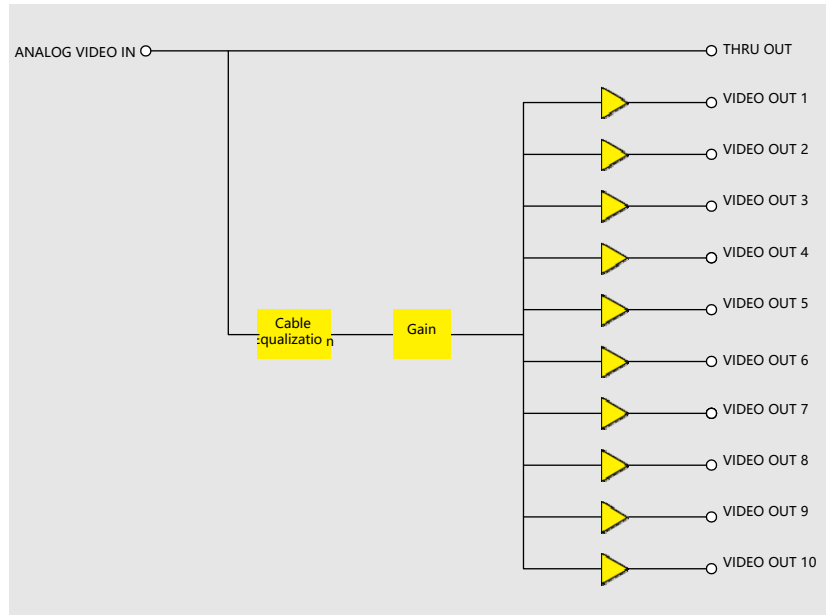 ANALOG VIDEO IN
THRU OUT
VIDEO OUT 1
VIDEO OUT 2
VIDEO OUT 3
VIDEO OUT 4
VIDEO OUT 5
VIDEO OUT 6
VIDEO OUT 7
VIDEO OUT 8
VIDEO OUT 9
VIDEO OUT 10
Cable
Equalization
Gain